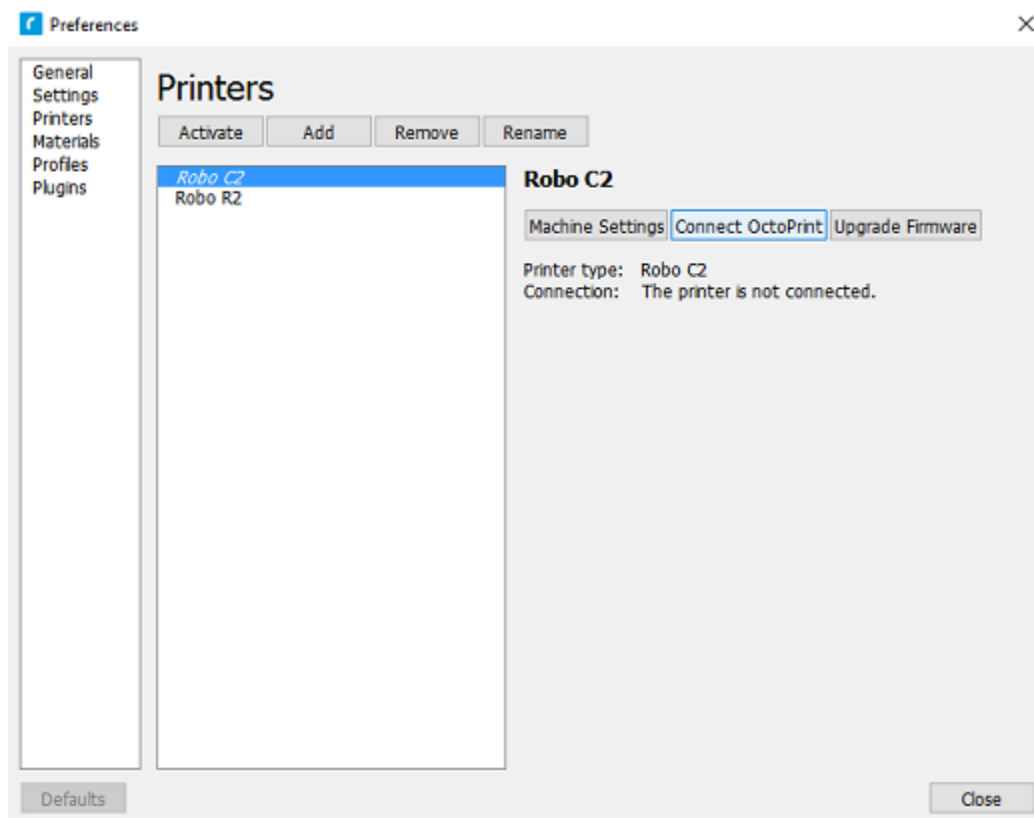 Preferences
General
Settings
Printers
Materials
Profiles
Plugins
Printers
Activate Add Remove Rename
Robo C2
Robo R2
Robo C2
Machine Settings Connect OctoPrint Upgrade Firmware
Printer type: Robo C2
Connection: The printer is not connected.
Defaults
Close